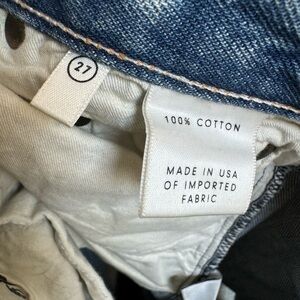 27
100% COTTON
MADE IN USA
OF IMPORTED
FABRIC